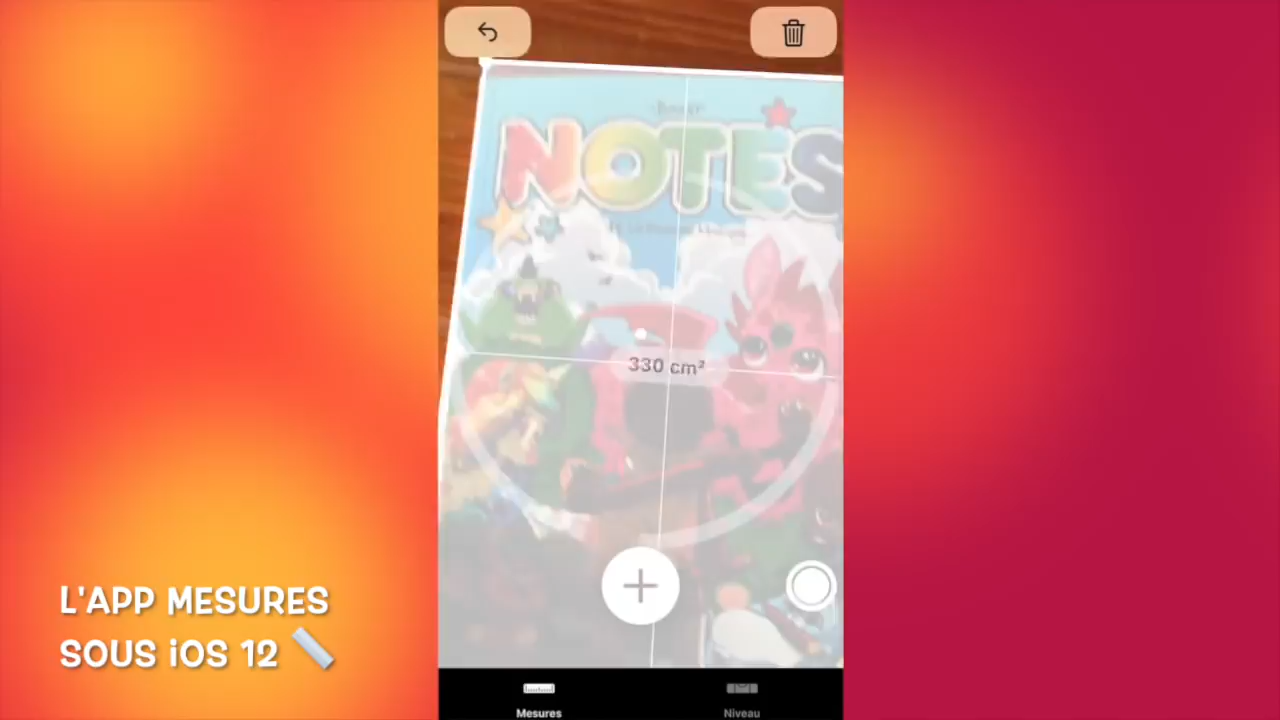 NOTES
330 cm²
L'APP MESURES
SOUS iOS 12
Mesures
Niveau